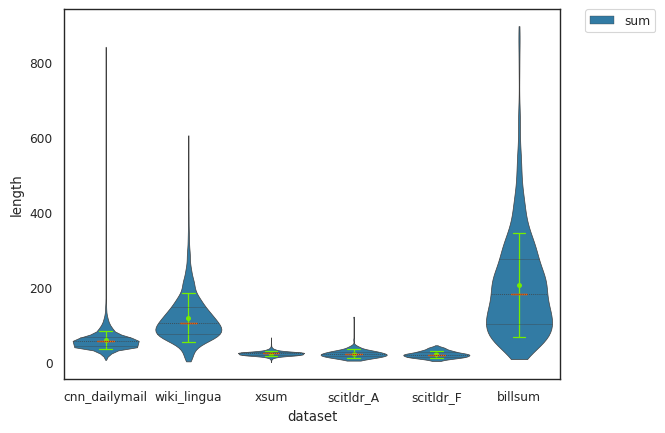 sum
length
800
600
400
200
0
cnn_dailymail wiki_lingua xsum scitldr_A scitldr_F billsum
dataset